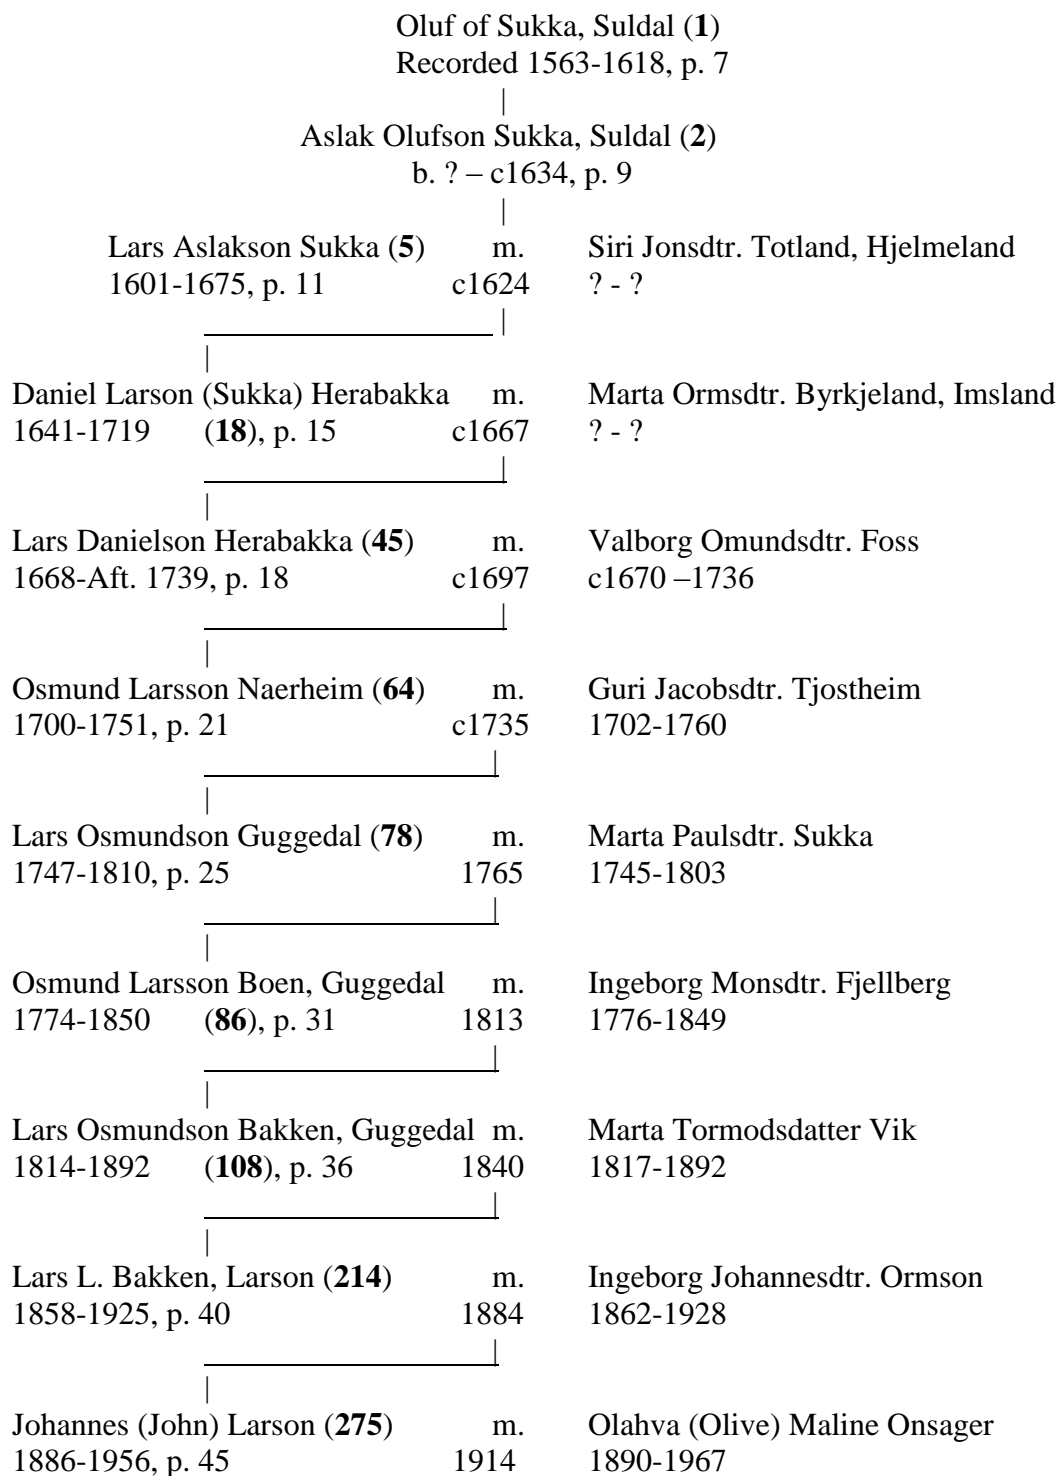 Oluf of Sukka, Suldal (1)
Recorded 1563-1618, p. 7
Aslak Olufson Sukka, Suldal (2)
b. ? – c1634, p. 9
Lars Aslakson Sukka (5) m. Siri Jonsdtr. Totland, Hjelmeland
1601-1675, p. 11 c1624 ? - ?
Daniel Larson (Sukka) Herabakka m. Marta Ormsdtr. Byrkjeland, Imsland
1641-1719 (18), p. 15 c1667 ? - ?
Lars Danielson Herabakka (45) m. Valborg Omundsdtr. Foss
1668-Aft. 1739, p. 18 c1697 c1670 –1736
Osmund Larsson Naerheim (64) m. Guri Jacobsdtr. Tjostheim
1700-1751, p. 21 c1735 1702-1760
Lars Osmundson Guggedal (78) m. Marta Paulsdtr. Sukka
1747-1810, p. 25 1765 1745-1803
Osmund Larsson Boen, Guggedal m. Ingeborg Monsdtr. Fjellberg
1774-1850 (86), p. 31 1813 1776-1849
Lars Osmundson Bakken, Guggedal m. Marta Tormodsdatter Vik
1814-1892 (108), p. 36 1840 1817-1892
Lars L. Bakken, Larson (214) m. Ingeborg Johannesdtr. Ormson
1858-1925, p. 40 1884 1862-1928
Johannes (John) Larson (275) m. Olahva (Olive) Maline Onsager
1886-1956, p. 45 1914 1890-1967